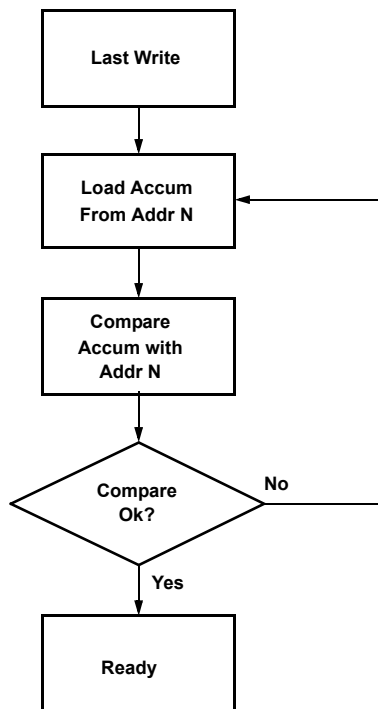 Last Write
Load Accum
From Addr N
Compare
Accum with
Addr N
Compare
Ok?
No
Yes
Ready